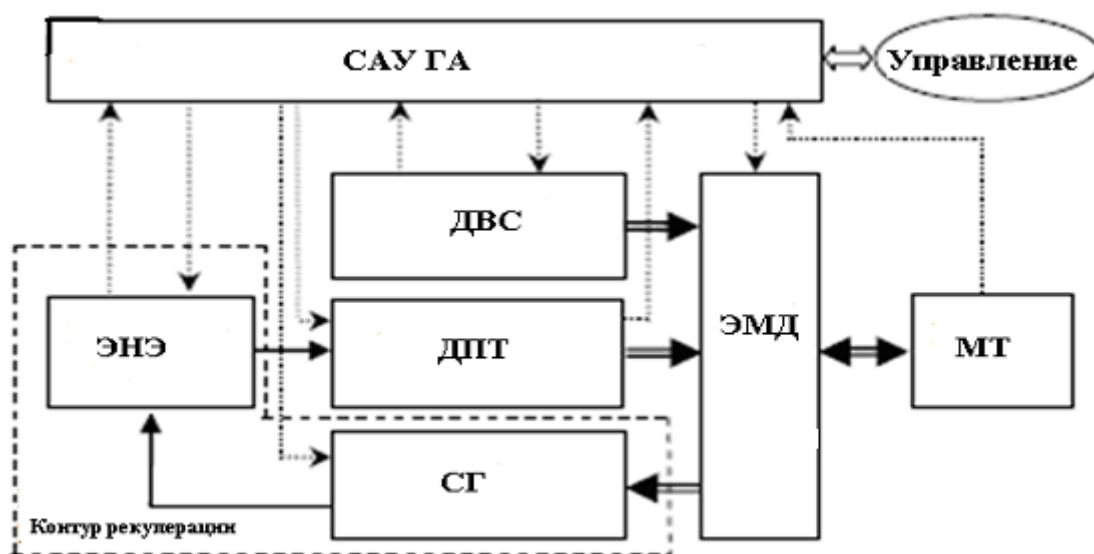 САУ ГА
Управление
ДВС
ЭНЭ
ДПТ
ЭМД
МТ
СГ
Контур рекуперации